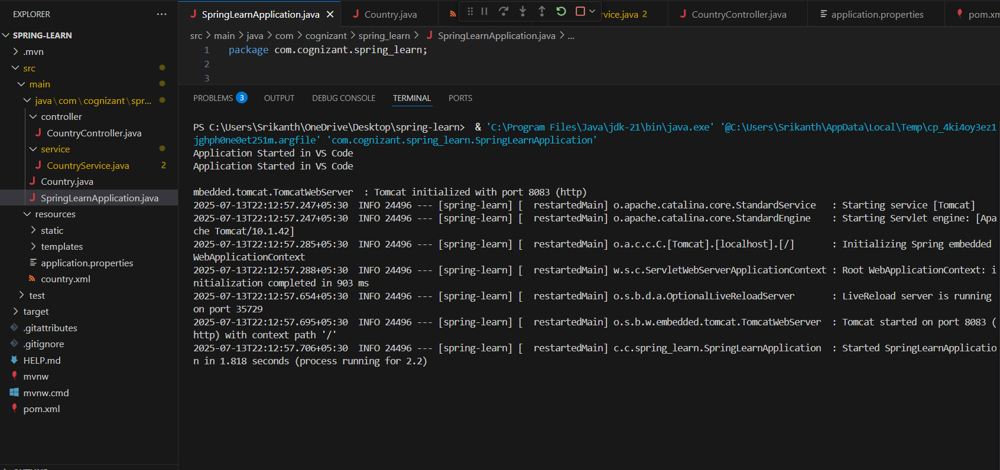 EXPLORER
SPRING-LEARN
.mvn
src
main
java\com\cognizant\spr...
controller
CountryController.java
service
CountryService.java 2
Country.java
SpringLearnApplication.java
resources
static
templates
application.properties
country.xml
test
target
.gitattributes
.gitignore
HELP.md
mvnw
mvnw.cmd
pom.xml
SpringLearnApplication.java
Country.java
rvice.java 2
CountryController.java
application.properties
pom.xm
src > main > java > com > cognizant > spring_learn > SpringLearnApplication.java > ...
1 package com.cognizant.spring_learn;
2
3
PROBLEMS 3 OUTPUT DEBUG CONSOLE TERMINAL PORTS
PS C:\Users\Srikanth\OneDrive\Desktop\spring-learn> & 'C:\Program Files\Java\jdk-21\bin\java.exe' '@C:\Users\Srikanth\AppData\Local\Temp\cp_4ki4oy3ez1
jghph0ne0et251m.argfile' 'com.cognizant.spring_learn.SpringLearnApplication'
Application Started in VS Code
Application Started in VS Code
mbedded.tomcat.TomcatWebServer : Tomcat initialized with port 8083 (http)
2025-07-13T22:12:57.247+05:30 INFO 24496 --- [spring-learn] [ restartedMain] o.apache.catalina.core.StandardService : Starting service [Tomcat]
2025-07-13T22:12:57.247+05:30 INFO 24496 --- [spring-learn] [ restartedMain] o.apache.catalina.core.StandardEngine : Starting Servlet engine: [Apa
che Tomcat/10.1.42]
2025-07-13T22:12:57.285+05:30 INFO 24496 --- [spring-learn] [ restartedMain] o.a.c.c.C.[Tomcat].[localhost].[/] : Initializing Spring embedded
WebApplicationContext
2025-07-13T22:12:57.288+05:30 INFO 24496 --- [spring-learn] [ restartedMain] w.s.c.ServletWebServerApplicationContext : Root WebApplicationContext: i
nitialization completed in 903 ms
2025-07-13T22:12:57.654+05:30 INFO 24496 --- [spring-learn] [ restartedMain] o.s.b.d.a.OptionalLiveReloadServer : LiveReload server is running
on port 35729
2025-07-13T22:12:57.695+05:30 INFO 24496 --- [spring-learn] [ restartedMain] o.s.b.w.embedded.tomcat.TomcatWebServer : Tomcat started on port 8083 (
http) with context path '/'
2025-07-13T22:12:57.706+05:30 INFO 24496 --- [spring-learn] [ restartedMain] c.c.spring_learn.SpringLearnApplication : Started SpringLearnApplicatio
n in 1.818 seconds (process running for 2.2)